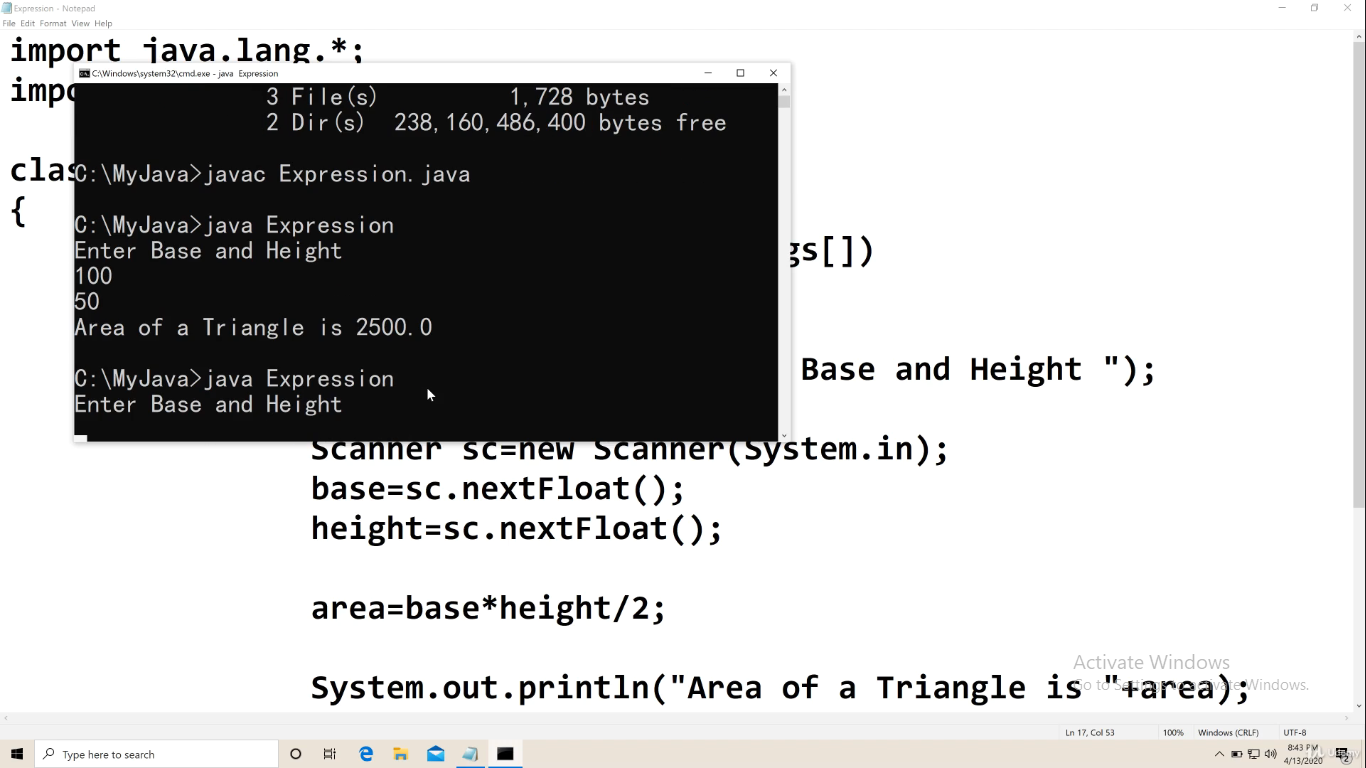 Expression - Notepad
File Edit Format View Help
import java.lang.*;
impo
C:\Windows\system32\cmd.exe - java Expression
3 File(s) 1,728 bytes
2 Dir(s) 238,160,486,400 bytes free
clas
C:\MyJava>javac Expression.java
{
C:\MyJava>java Expression
Enter Base and Height
gs[])
100
50
Area of a Triangle is 2500.0
Base and Height ");
C:\MyJava>java Expression
Enter Base and Height
Scanner sc=new Scanner(System.in);
base=sc.nextFloat();
height=sc.nextFloat();
area=base*height/2;
Activate Windows
Go to Settings to activate Windows.
System.out.println("Area of a Triangle is "+area);
Ln 17, Col 53 100% Windows (CRLF) UTF-8
Type here to search
8:43 PM
4/13/2020
2